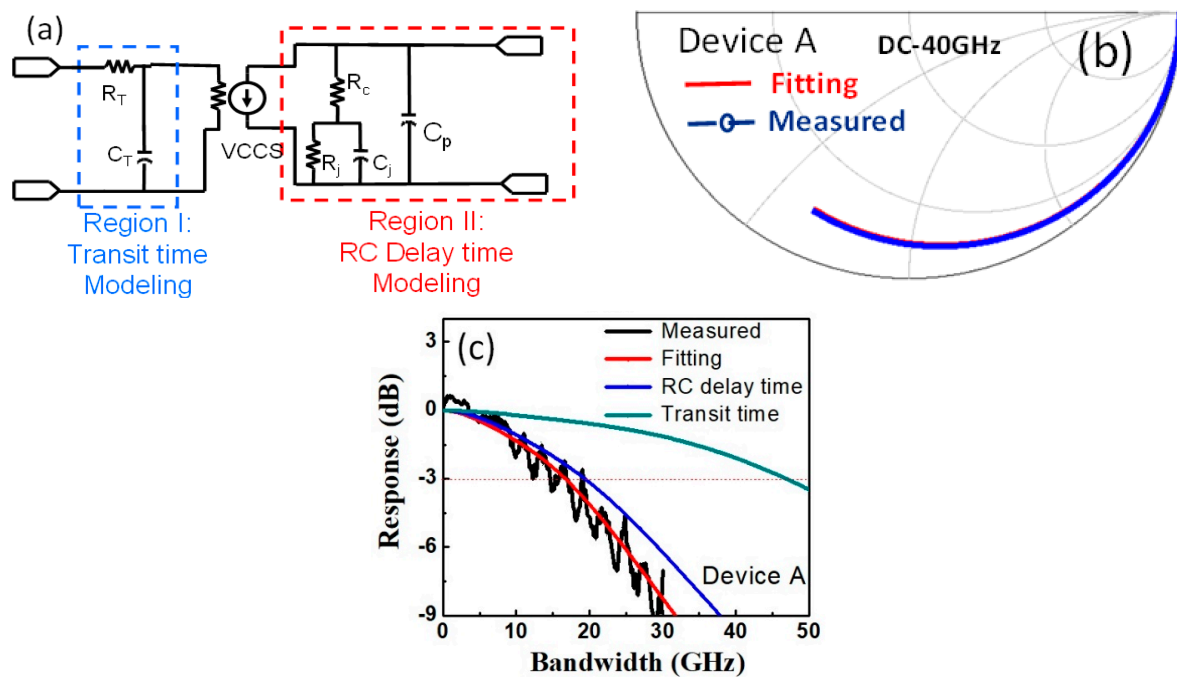 (a)
R_T
C_T
VCCS
R_c
R_j
C_j
C_p
Region I:
Transit time
Modeling
Region II:
RC Delay time
Modeling
Device A
DC-40GHz
(b)
Fitting
Measured
(c)
Measured
Fitting
RC delay time
Transit time
Device A
3
0
-3
-6
-9
Response (dB)
0 10 20 30 40 50
Bandwidth (GHz)